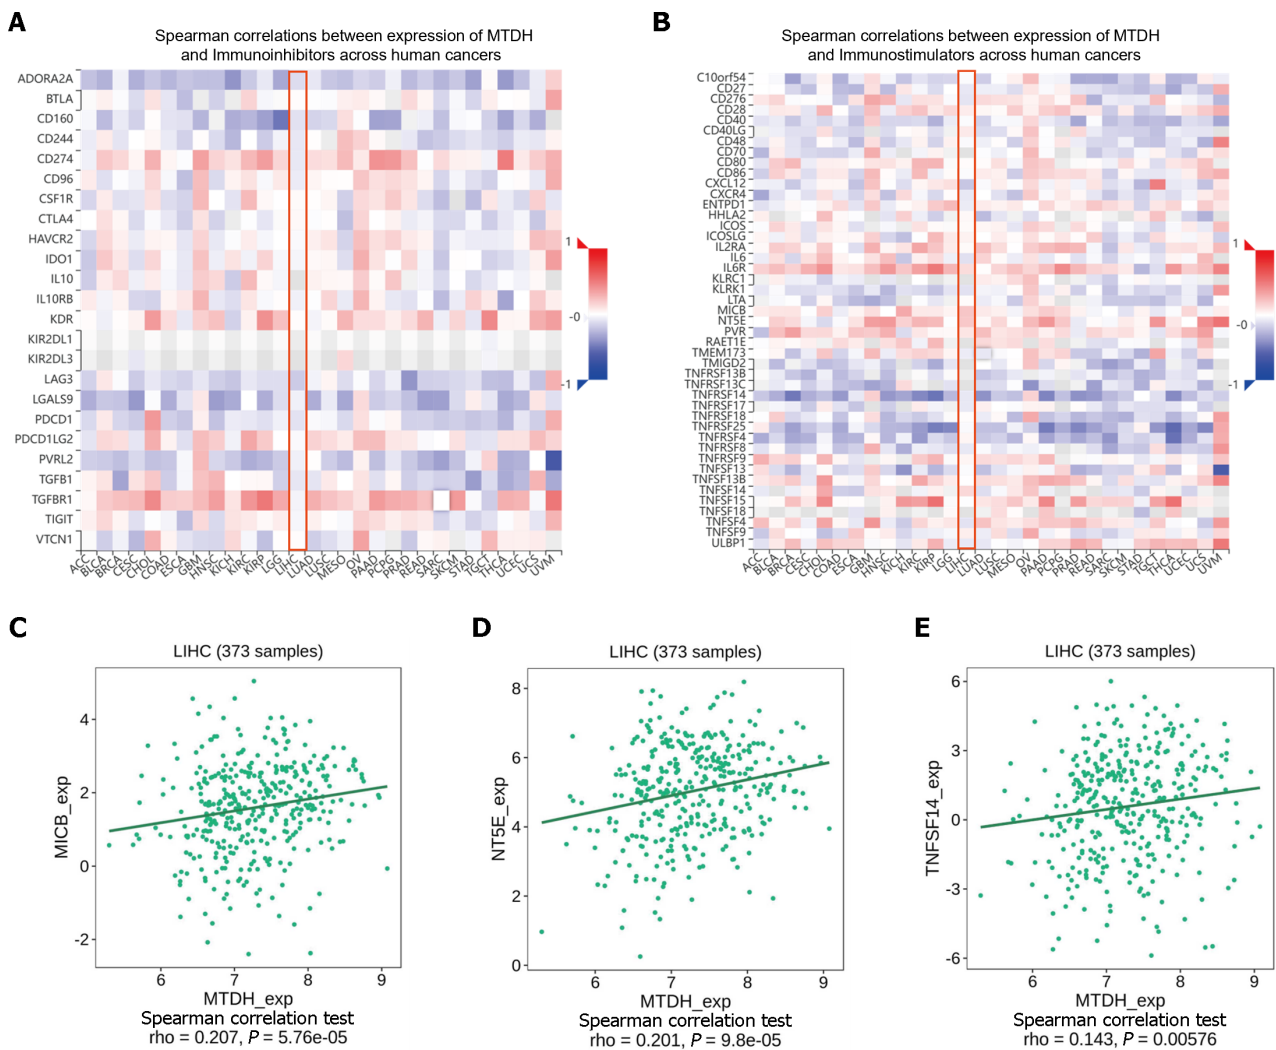 A
Spearman correlations between expression of MTDH
and Immunoinhibitors across human cancers
ADORA2A
BTLA
CD160
CD244
CD274
CD96
CSF1R
CTLA4
HAVCR2
IDO1
IL10
IL10RB
KDR
KIR2DL1
KIR2DL3
LAG3
LGALS9
PDCD1
PDCD1LG2
PVRL2
TGFB1
TGFBR1
TIGIT
VTCN1
ACC BLCA BRCA CESC CHOL COAD ESCA GBM HNSC KICH KIRC KIRP LGG LIHC LUAD LUSC MESO OV PAAD PCPG PRAD READ SARC SKCM STAD TGCT THCA UCEC UCS UVM
1
-0
-1
B
Spearman correlations between expression of MTDH
and Immunostimulators across human cancers
C10orf54
CD27
CD276
CD28
CD40
CD40LG
CD48
CD70
CD80
CD86
CXCL12
CXCR4
ENTPD1
HHLA2
ICOS
ICOSLG
IL2RA
IL6
IL6R
KLRC1
KLRK1
LTA
MICB
NT5E
PVR
RAET1E
TMEM173
TMIGD2
TNFRSF13B
TNFRSF13C
TNFRSF14
TNFRSF17
TNFRSF18
TNFRSF25
TNFRSF4
TNFRSF8
TNFRSF9
TNFSF13
TNFSF13B
TNFSF14
TNFSF15
TNFSF18
TNFSF4
TNFSF9
ULBP1
ACC BLCA BRCA CESC CHOL COAD ESCA GBM HNSC KICH KIRC KIRP LGG LIHC LUAD LUSC MESO OV PAAD PCPG PRAD READ SARC SKCM STAD TGCT THCA UCEC UCS UVM
1
-0
-1
C
LIHC (373 samples)
MICB_exp
4
2
0
-2
6 7 8 9
MTDH_exp
Spearman correlation test
rho = 0.207, P = 5.76e-05
D
LIHC (373 samples)
NT5E_exp
8
6
4
2
0
6 7 8 9
MTDH_exp
Spearman correlation test
rho = 0.201, P = 9.8e-05
E
LIHC (373 samples)
TNFSF14_exp
6
3
0
-3
-6
6 7 8 9
MTDH_exp
Spearman correlation test
rho = 0.143, P = 0.00576